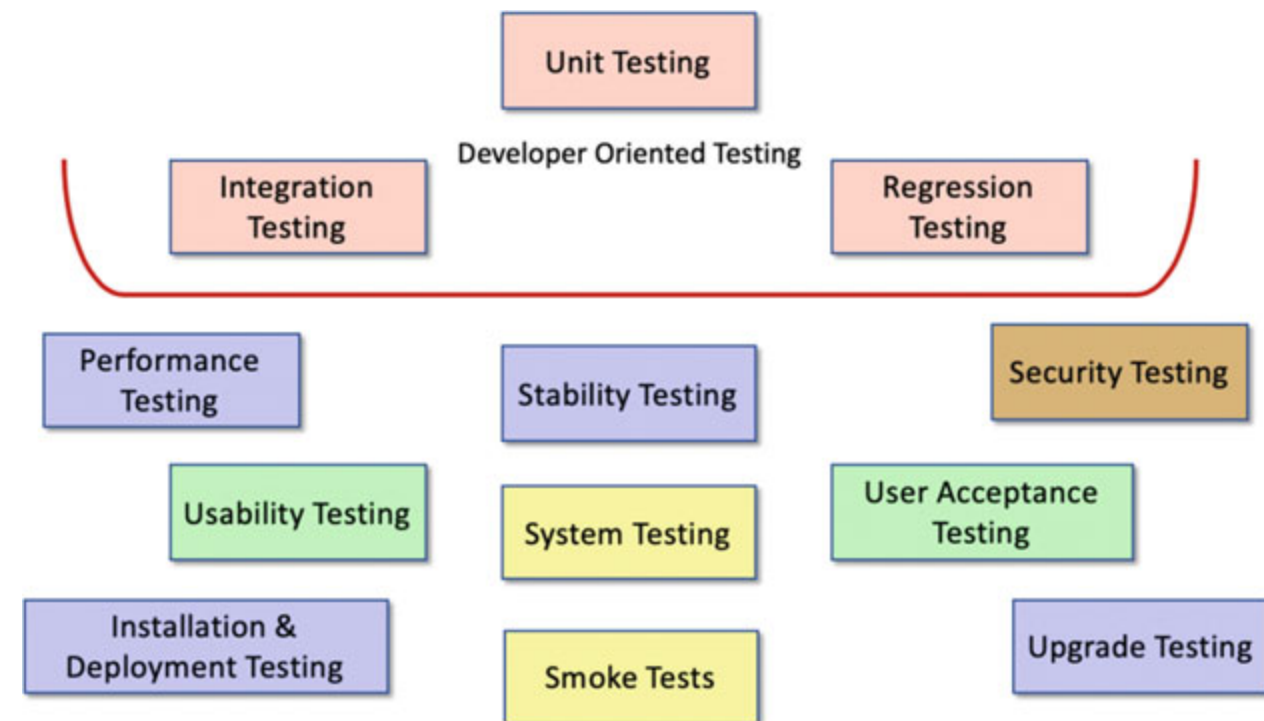 Unit Testing
Developer Oriented Testing
Integration
Testing
Regression
Testing
Performance
Testing
Stability Testing
Security Testing
Usability Testing
System Testing
User Acceptance
Testing
Installation &
Deployment Testing
Smoke Tests
Upgrade Testing